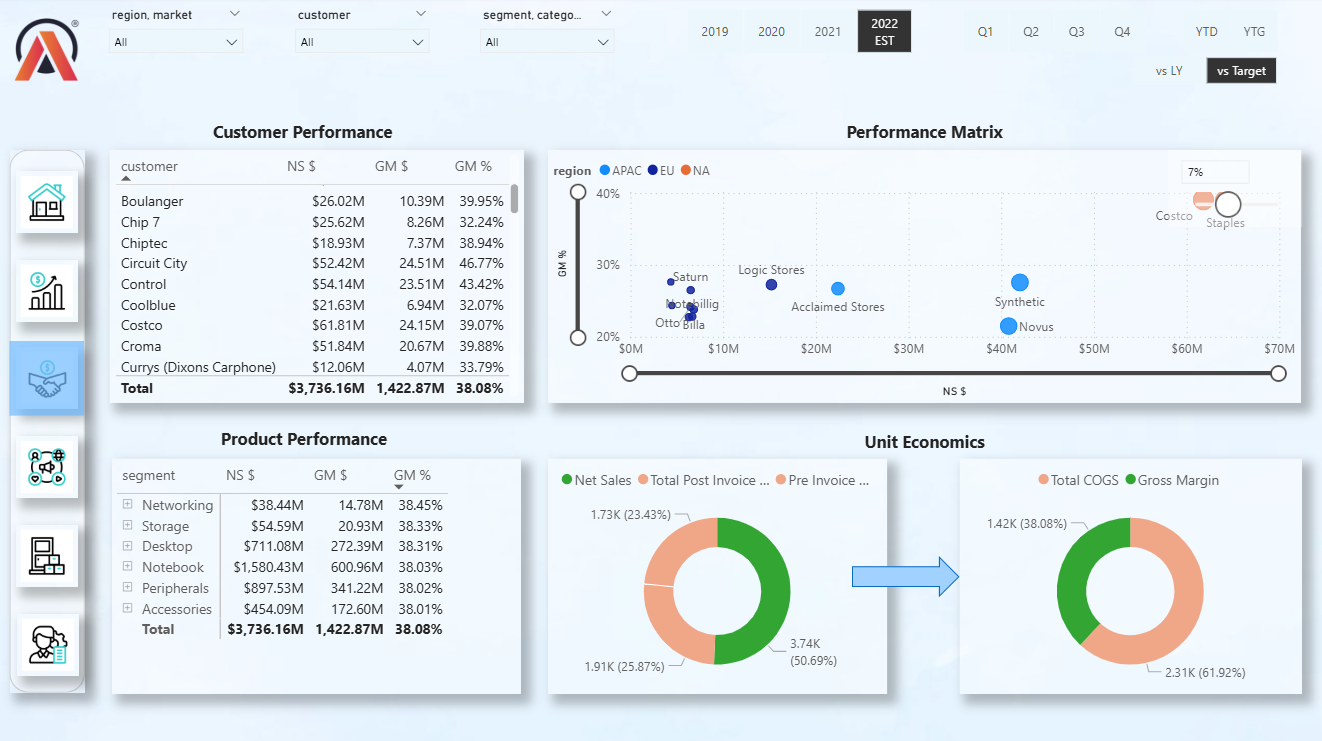 region, market
customer
segment, catego...
All
All
All
2019
2020
2021
2022
EST
Q1
Q2
Q3
Q4
YTD
YTG
vs LY
vs Target
®
Customer Performance
customer NS $ GM $ GM %
Boulanger $26.02M 10.39M 39.95%
Chip 7 $25.62M 8.26M 32.24%
Chiptec $18.93M 7.37M 38.94%
Circuit City $52.42M 24.51M 46.77%
Control $54.14M 23.51M 43.42%
Coolblue $21.63M 6.94M 32.07%
Costco $61.81M 24.15M 39.07%
Croma $51.84M 20.67M 39.88%
Currys (Dixons Carphone) $12.06M 4.07M 33.79%
Total $3,736.16M 1,422.87M 38.08%
Performance Matrix
region APAC EU NA
7%
40%
30%
20%
GM %
Costco
Staples
Saturn
Logic Stores
Acclaimed Stores
Synthetic
Novus
Otto
Billa
$0M $10M $20M $30M $40M $50M $60M $70M
NS $
Product Performance
segment NS $ GM $ GM %
Networking $38.44M 14.78M 38.45%
Storage $54.59M 20.93M 38.33%
Desktop $711.08M 272.39M 38.31%
Notebook $1,580.43M 600.96M 38.03%
Peripherals $897.53M 341.22M 38.02%
Accessories $454.09M 172.60M 38.01%
Total $3,736.16M 1,422.87M 38.08%
Unit Economics
Net Sales Total Post Invoice ... Pre Invoice ...
1.73K (23.43%)
1.91K (25.87%)
3.74K
(50.69%)
Total COGS Gross Margin
1.42K (38.08%)
2.31K (61.92%)